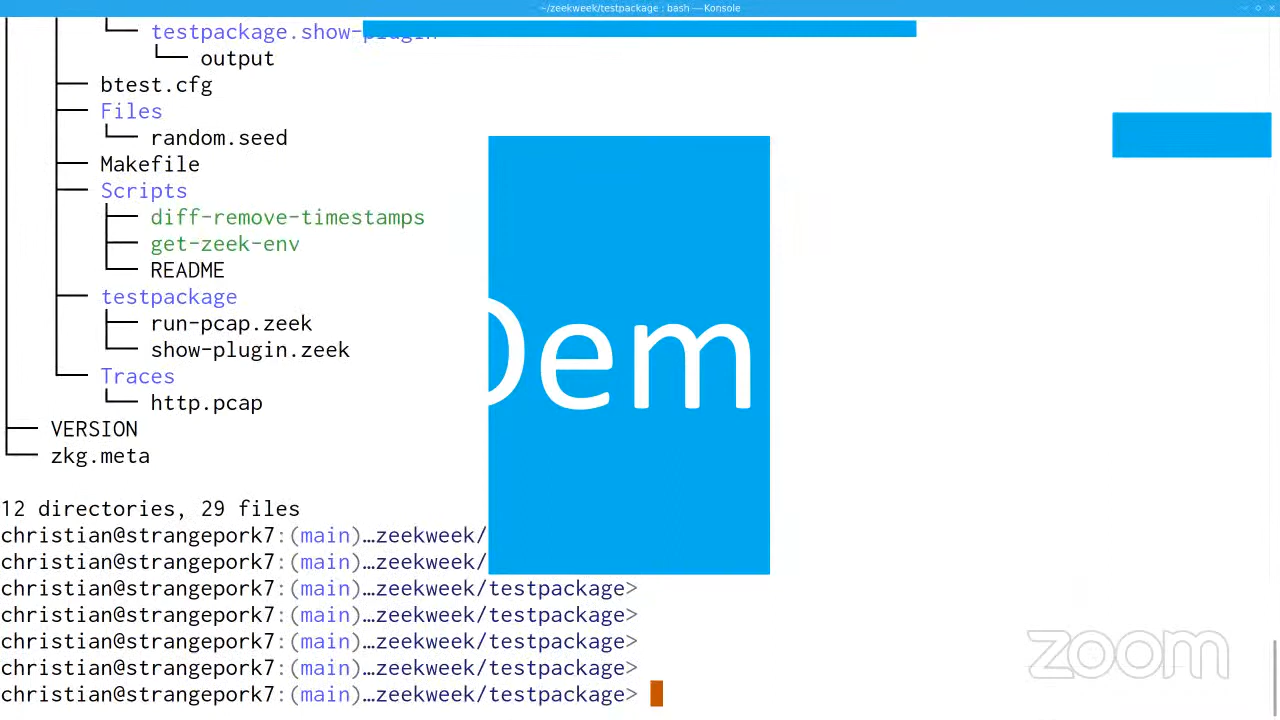 ~/zeekweek/testpackage : bash — Konsole
└── testpackage.show-plugin
└── output
├── btest.cfg
├── Files
└── random.seed
├── Makefile
├── Scripts
├── diff-remove-timestamps
├── get-zeek-env
└── README
├── testpackage
├── run-pcap.zeek
└── show-plugin.zeek
└── Traces
└── http.pcap
├── VERSION
└── zkg.meta
Dem
12 directories, 29 files
christian@strangepork7:(main)…zeekweek/
christian@strangepork7:(main)…zeekweek/
christian@strangepork7:(main)…zeekweek/testpackage>
christian@strangepork7:(main)…zeekweek/testpackage>
christian@strangepork7:(main)…zeekweek/testpackage>
christian@strangepork7:(main)…zeekweek/testpackage>
christian@strangepork7:(main)…zeekweek/testpackage>
zoom